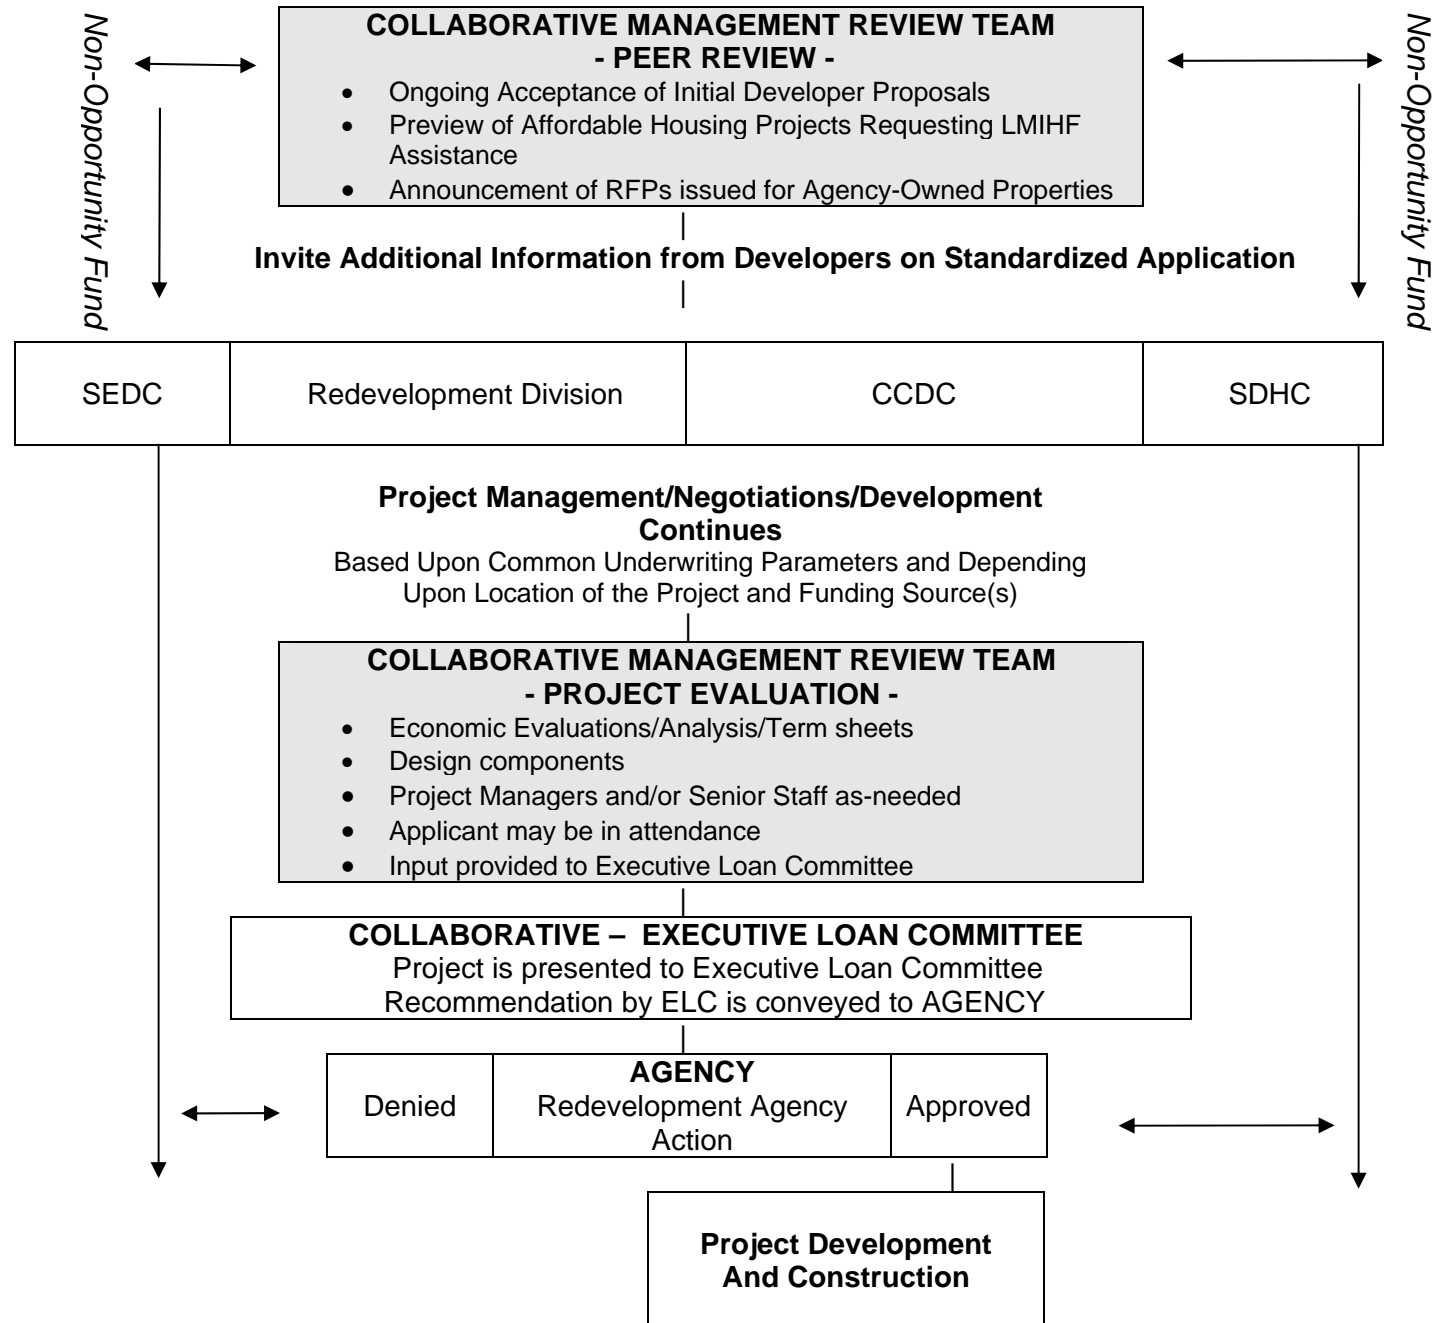 Non-Opportunity Fund
COLLABORATIVE MANAGEMENT REVIEW TEAM
- PEER REVIEW -
• Ongoing Acceptance of Initial Developer Proposals
• Preview of Affordable Housing Projects Requesting LMIHF
Assistance
• Announcement of RFPs issued for Agency-Owned Properties
Non-Opportunity Fund
Invite Additional Information from Developers on Standardized Application
SEDC
Redevelopment Division
CCDC
SDHC
Project Management/Negotiations/Development
Continues
Based Upon Common Underwriting Parameters and Depending
Upon Location of the Project and Funding Source(s)
COLLABORATIVE MANAGEMENT REVIEW TEAM
- PROJECT EVALUATION -
• Economic Evaluations/Analysis/Term sheets
• Design components
• Project Managers and/or Senior Staff as-needed
• Applicant may be in attendance
• Input provided to Executive Loan Committee
COLLABORATIVE – EXECUTIVE LOAN COMMITTEE
Project is presented to Executive Loan Committee
Recommendation by ELC is conveyed to AGENCY
Denied
AGENCY
Redevelopment Agency
Action
Approved
Project Development
And Construction